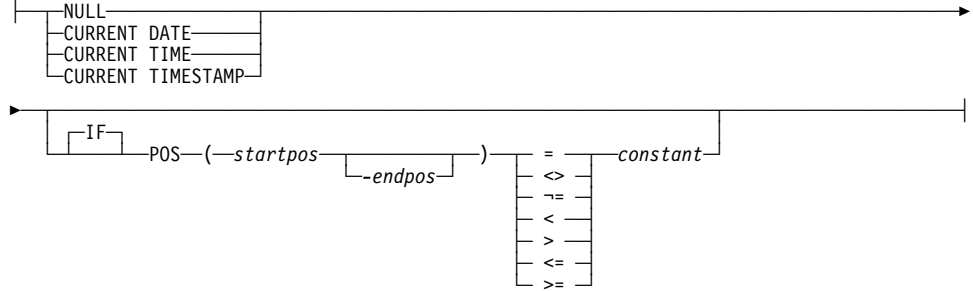 NULL
CURRENT DATE
CURRENT TIME
CURRENT TIMESTAMP
IF
POS ( startpos ) = constant
-endpos
<>
¬=
<
>
<=
>=